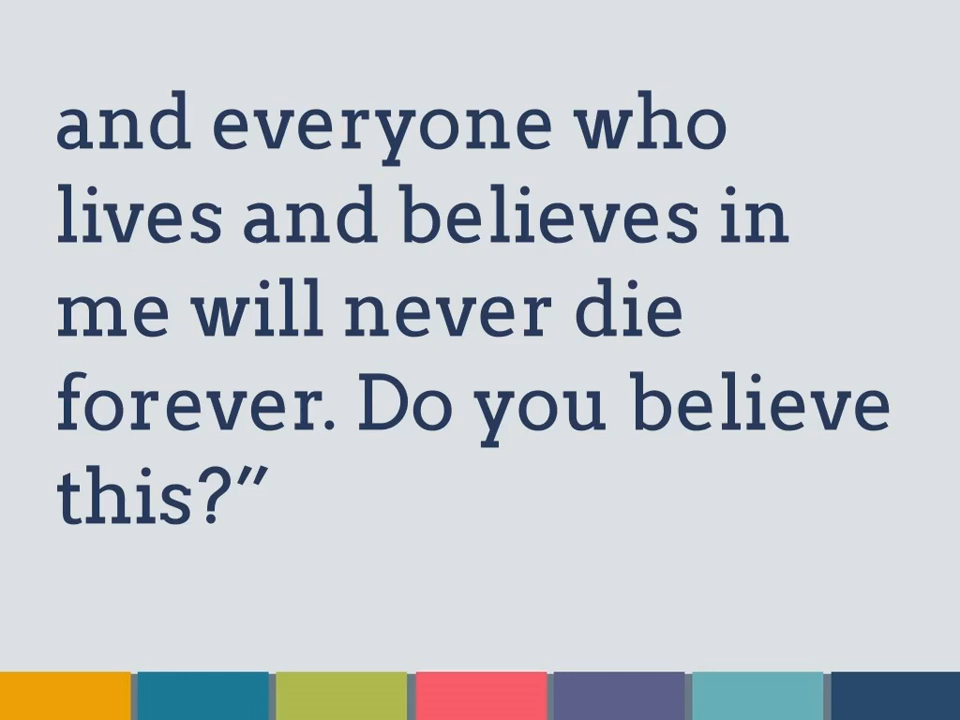 and everyone who
lives and believes in
me will never die
forever. Do you believe
this?”